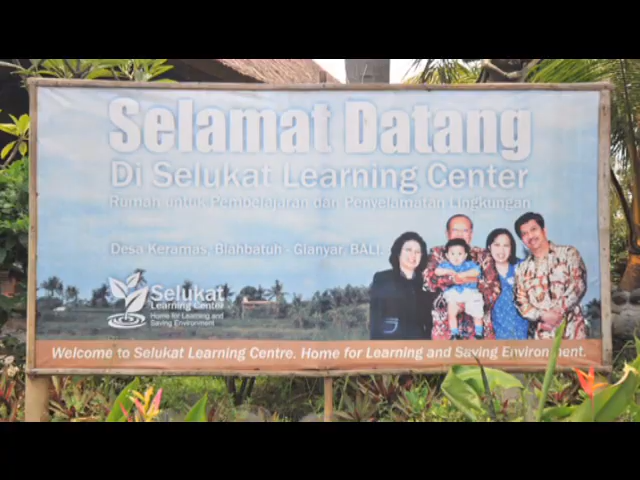 Selamat Datang
Di Selukat Learning Center
Rumah untuk Pembelajaran dan Penyelamatan Lingkungan
Desa Keramas, Blahbatuh - Gianyar, BALI.
Selukat
Learning Center
Home for Learning and
Saving Environment
Welcome to Selukat Learning Centre. Home for Learning and Saving Environment.